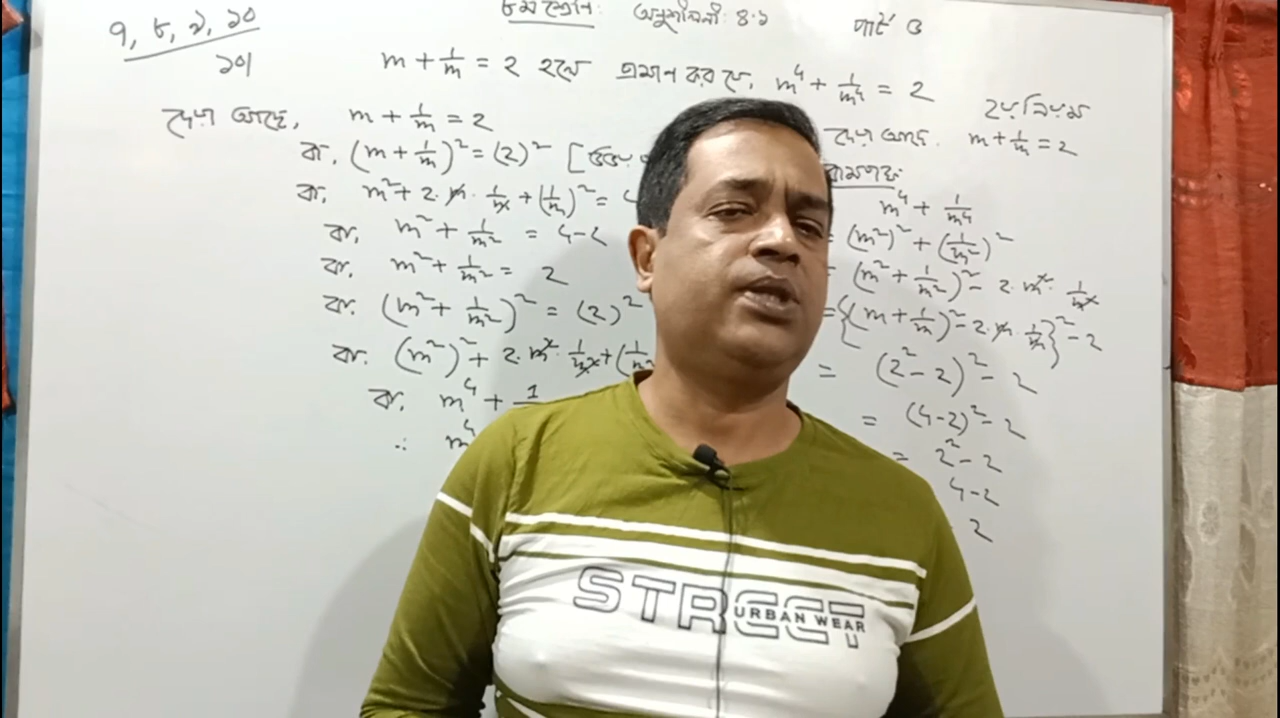 ৮ম শ্রেণি: অনুশীলনী: ৪.১ পার্ট ৩
৭, ৮, ৯, ১০
১০।
m + 1/m = 2 হলে প্রমাণ কর যে, m⁴ + 1/m⁴ = 2
দেওয়া আছে, m + 1/m = 2
বা, (m + 1/m)² = (2)² [উভয়
বা, m² + 2. m . 1/m + (1/m)² = 4
বা, m² + 1/m² = 4-2
বা, m² + 1/m² = 2
বা, (m² + 1/m²)² = (2)²
বা, (m²)² + 2. m² . 1/m² + (1/m²
বা, m⁴ + 1
∴ m⁴
২য় নিয়ম
দেওয়া আছে, m + 1/m = 2
বামপক্ষ
m⁴ + 1/m⁴
= (m²)² + (1/m²)²
= (m² + 1/m²)² - 2. m² . 1/m²
= {(m + 1/m)² - 2. m . 1/m}² - 2
= (2² - 2)² - 2
= (4-2)² - 2
= 2² - 2
4-2
2
STREET
URBAN WEAR